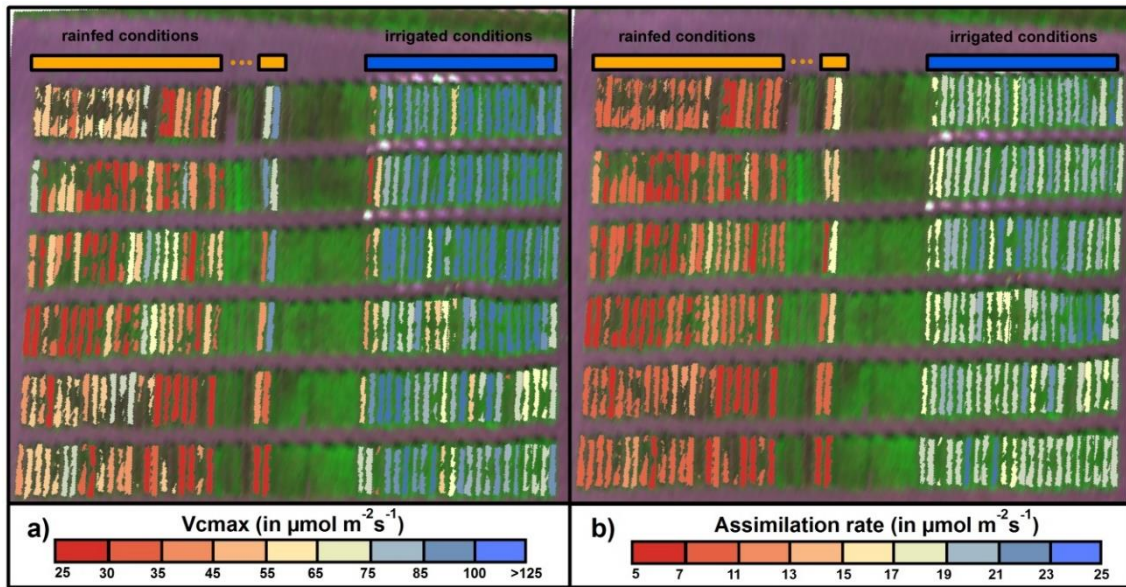 rainfed conditions
irrigated conditions
rainfed conditions
irrigated conditions
a)
Vcmax (in μmol m⁻²s⁻¹)
25 30 35 45 55 65 75 85 100 >125
b)
Assimilation rate (in μmol m⁻²s⁻¹)
5 7 11 13 15 17 19 21 23 25